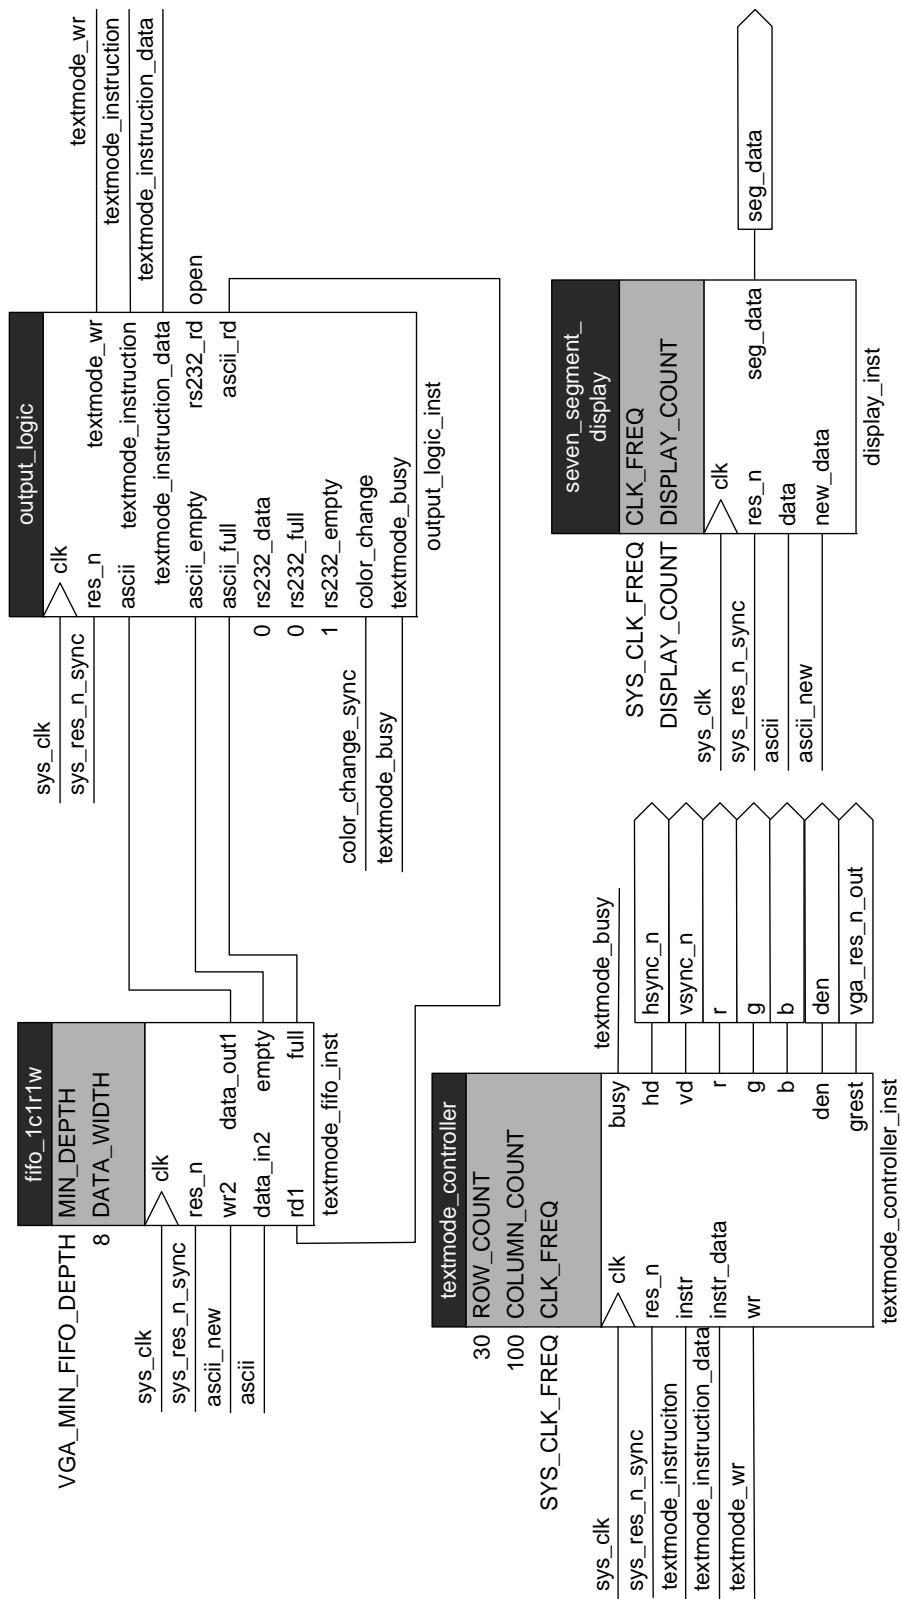 fifo_1c1r1w
VGA_MIN_FIFO_DEPTH MIN_DEPTH
8 DATA_WIDTH
sys_clk
clk
sys_res_n_sync
res_n
ascii_new
wr2
data_out1
ascii
data_in2
empty
rd1
full
textmode_fifo_inst
output_logic
sys_clk
clk
sys_res_n_sync
res_n
textmode_wr
textmode_wr
ascii
textmode_instruction
textmode_instruction
textmode_instruction_data
textmode_instruction_data
ascii_empty
rs232_rd
open
ascii_full
ascii_rd
0 rs232_data
0 rs232_full
1 rs232_empty
color_change_sync
color_change
textmode_busy
textmode_busy
output_logic_inst
textmode_controller
30 ROW_COUNT
100 COLUMN_COUNT
SYS_CLK_FREQ CLK_FREQ
sys_clk
clk
busy
textmode_busy
sys_res_n_sync
res_n
hd
hsync_n
textmode_instruciton
instr
vd
vsync_n
textmode_instruction_data
instr_data
r
r
textmode_wr
wr
g
g
b
b
den
den
grest
vga_res_n_out
textmode_controller_inst
seven_segment_
display
SYS_CLK_FREQ CLK_FREQ
DISPLAY_COUNT DISPLAY_COUNT
sys_clk
clk
sys_res_n_sync
res_n
seg_data
seg_data
ascii
data
ascii_new
new_data
display_inst